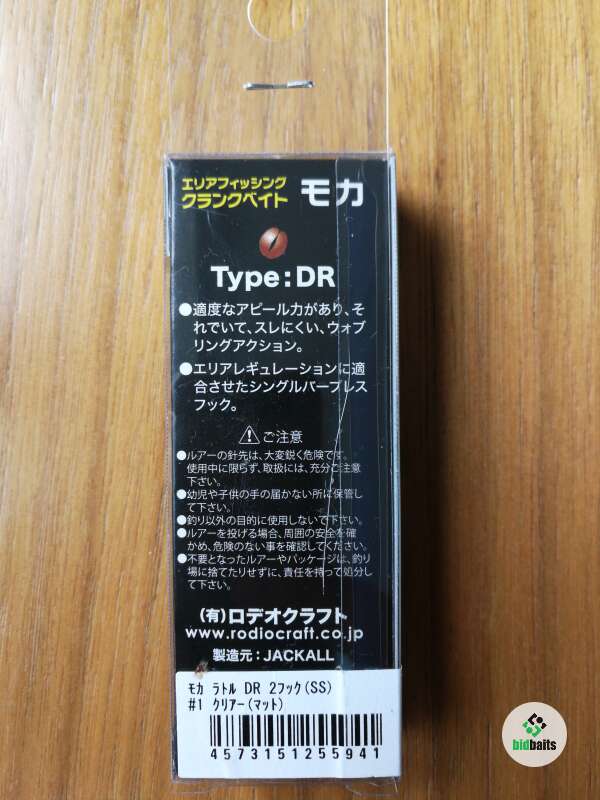 エリアフィッシング
クランクベイト モカ
Type:DR
●適度なアピール力があり、そ
れでいて、スレにくい、ウォブ
リングアクション。
●エリアレギュレーションに適
合させたシングルバーブレス
フック。
ご注意
●ルアーの針先は、大変鋭く危険です。
使用中に限らず、取扱には、充分ご注意
下さい。
●幼児や子供の手の届かない所に保管し
て下さい。
●釣り以外の目的に使用しないで下さい。
●ルアーを投げる場合、周囲の安全を確
かめ、危険のない事を確認してください。
●不要となったルアーやパッケージは、釣り
場に捨てたりせずに、責任を持って処分し
て下さい。
(有)ロデオクラフト
www.rodiocraft.co.jp
製造元:JACKALL
ﾓｶ ﾗﾄﾙ DR 2ﾌｯｸ(SS)
#1 ｸﾘｱｰ(ﾏｯﾄ)
4573151255941
bidbaits